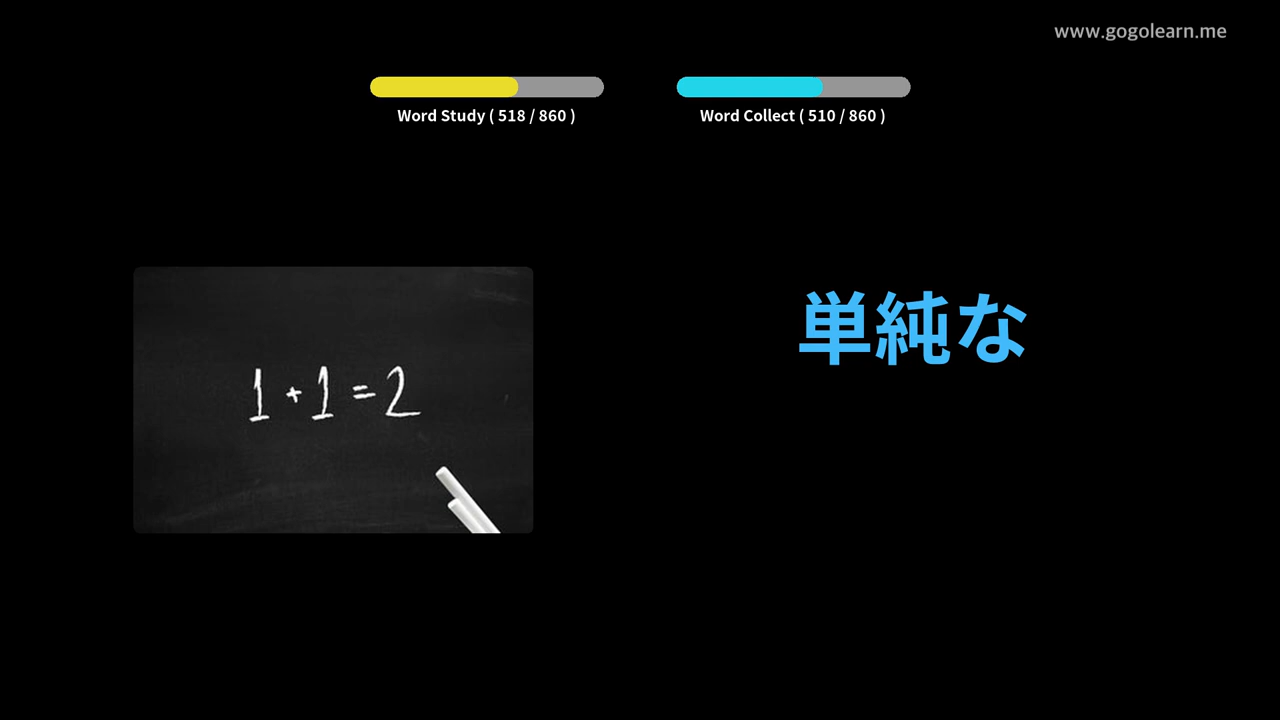 www.gogolearn.me
Word Study ( 518 / 860 )
Word Collect ( 510 / 860 )
1 + 1 = 2
単純な